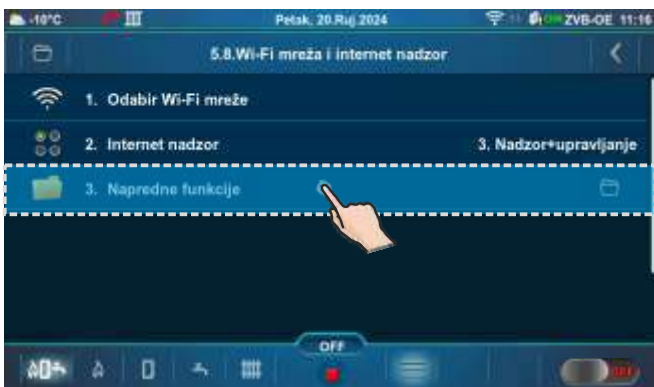 -10°C Petak, 20.Ruj.2024 ZVB-OE 11:16
5.8.Wi-Fi mreža i internet nadzor
1. Odabir Wi-Fi mreže
2. Internet nadzor 3. Nadzor+upravljanje
3. Napredne funkcije
OFF
OFF